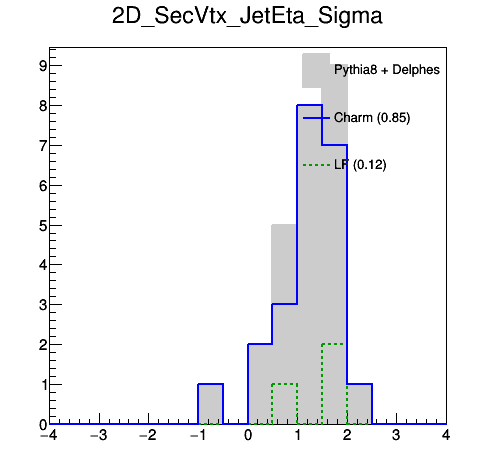 2D_SecVtx_JetEta_Sigma
9
Pythia8 + Delphes
8
Charm (0.85)
7
LF (0.12)
6
5
4
3
2
1
0
−4 −3 −2 −1 0 1 2 3 4